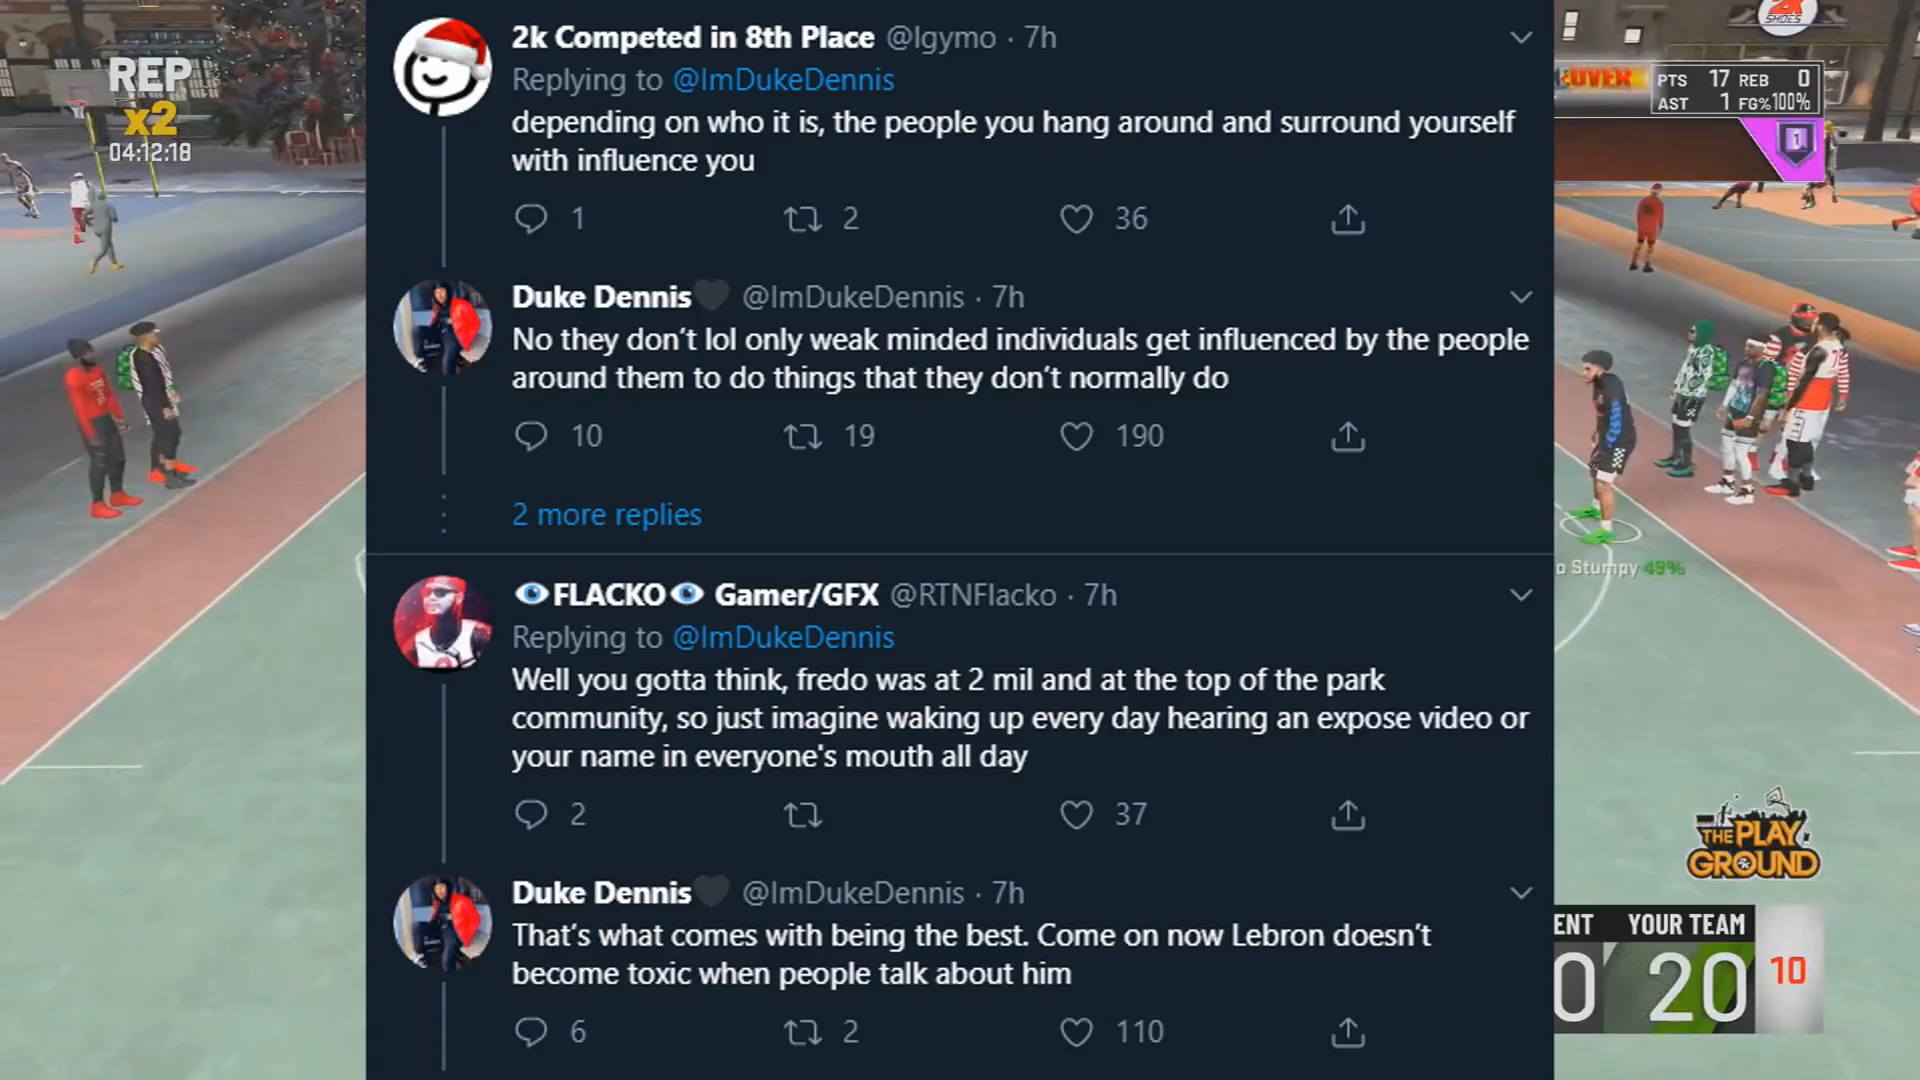 2k Competed in 8th Place @lgymo · 7h
Replying to @ImDukeDennis
depending on who it is, the people you hang around and surround yourself
with influence you
1 2 36
Duke Dennis🖤 @ImDukeDennis · 7h
No they don't lol only weak minded individuals get influenced by the people
around them to do things that they don't normally do
10 19 190
2 more replies
👁FLACKO👁 Gamer/GFX @RTNFlacko · 7h
Replying to @ImDukeDennis
Well you gotta think, fredo was at 2 mil and at the top of the park
community, so just imagine waking up every day hearing an expose video or
your name in everyone's mouth all day
2 37
Duke Dennis🖤 @ImDukeDennis · 7h
That's what comes with being the best. Come on now Lebron doesn't
become toxic when people talk about him
6 2 110
REP
x2
04:12:18
2K
SHOES
PTS 17 REB 0
AST 1 FG% 100%
1
o Stumpy 49%
THE PLAY
GROUND
ENT YOUR TEAM
0 20 10